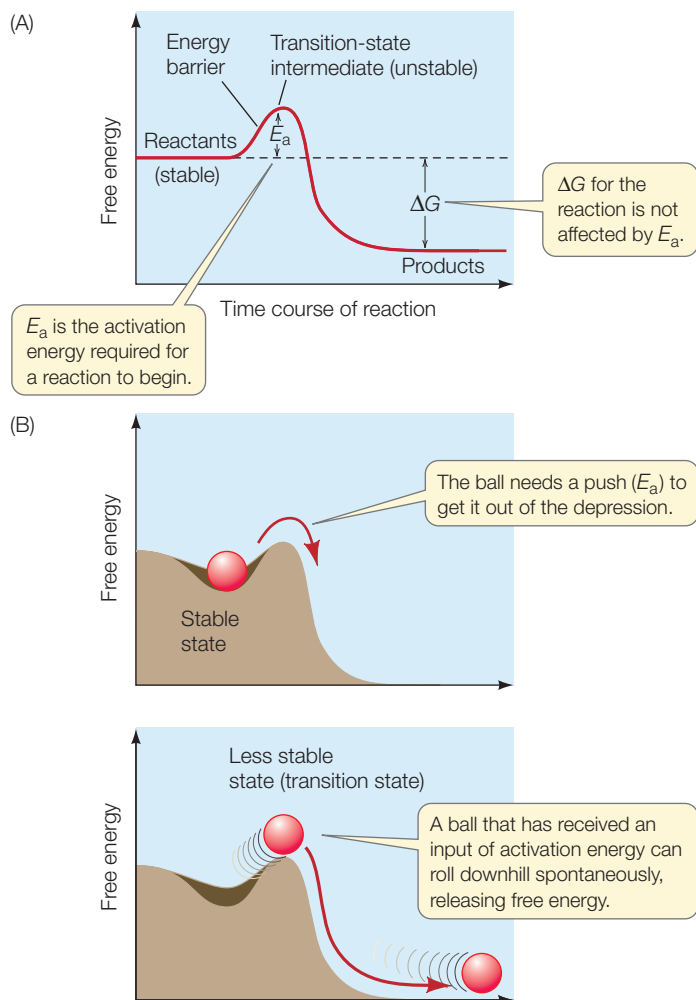 (A)
Energy
barrier
Transition-state
intermediate (unstable)
Eₐ
Reactants
(stable)
Free energy
ΔG
Products
ΔG for the
reaction is not
affected by Eₐ.
Time course of reaction
Eₐ is the activation
energy required for
a reaction to begin.
(B)
The ball needs a push (Eₐ) to
get it out of the depression.
Free energy
Stable
state
Less stable
state (transition state)
Free energy
A ball that has received an
input of activation energy can
roll downhill spontaneously,
releasing free energy.